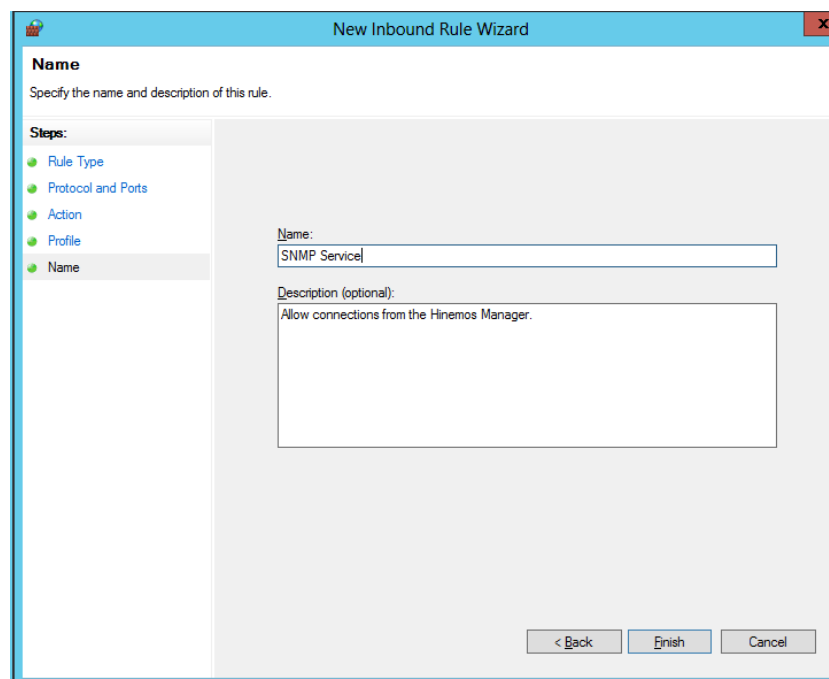 New Inbound Rule Wizard
x
Name
Specify the name and description of this rule.
Steps:
Rule Type
Protocol and Ports
Action
Profile
Name
Name:
SNMP Service
Description (optional):
Allow connections from the Hinemos Manager.
< Back
Finish
Cancel